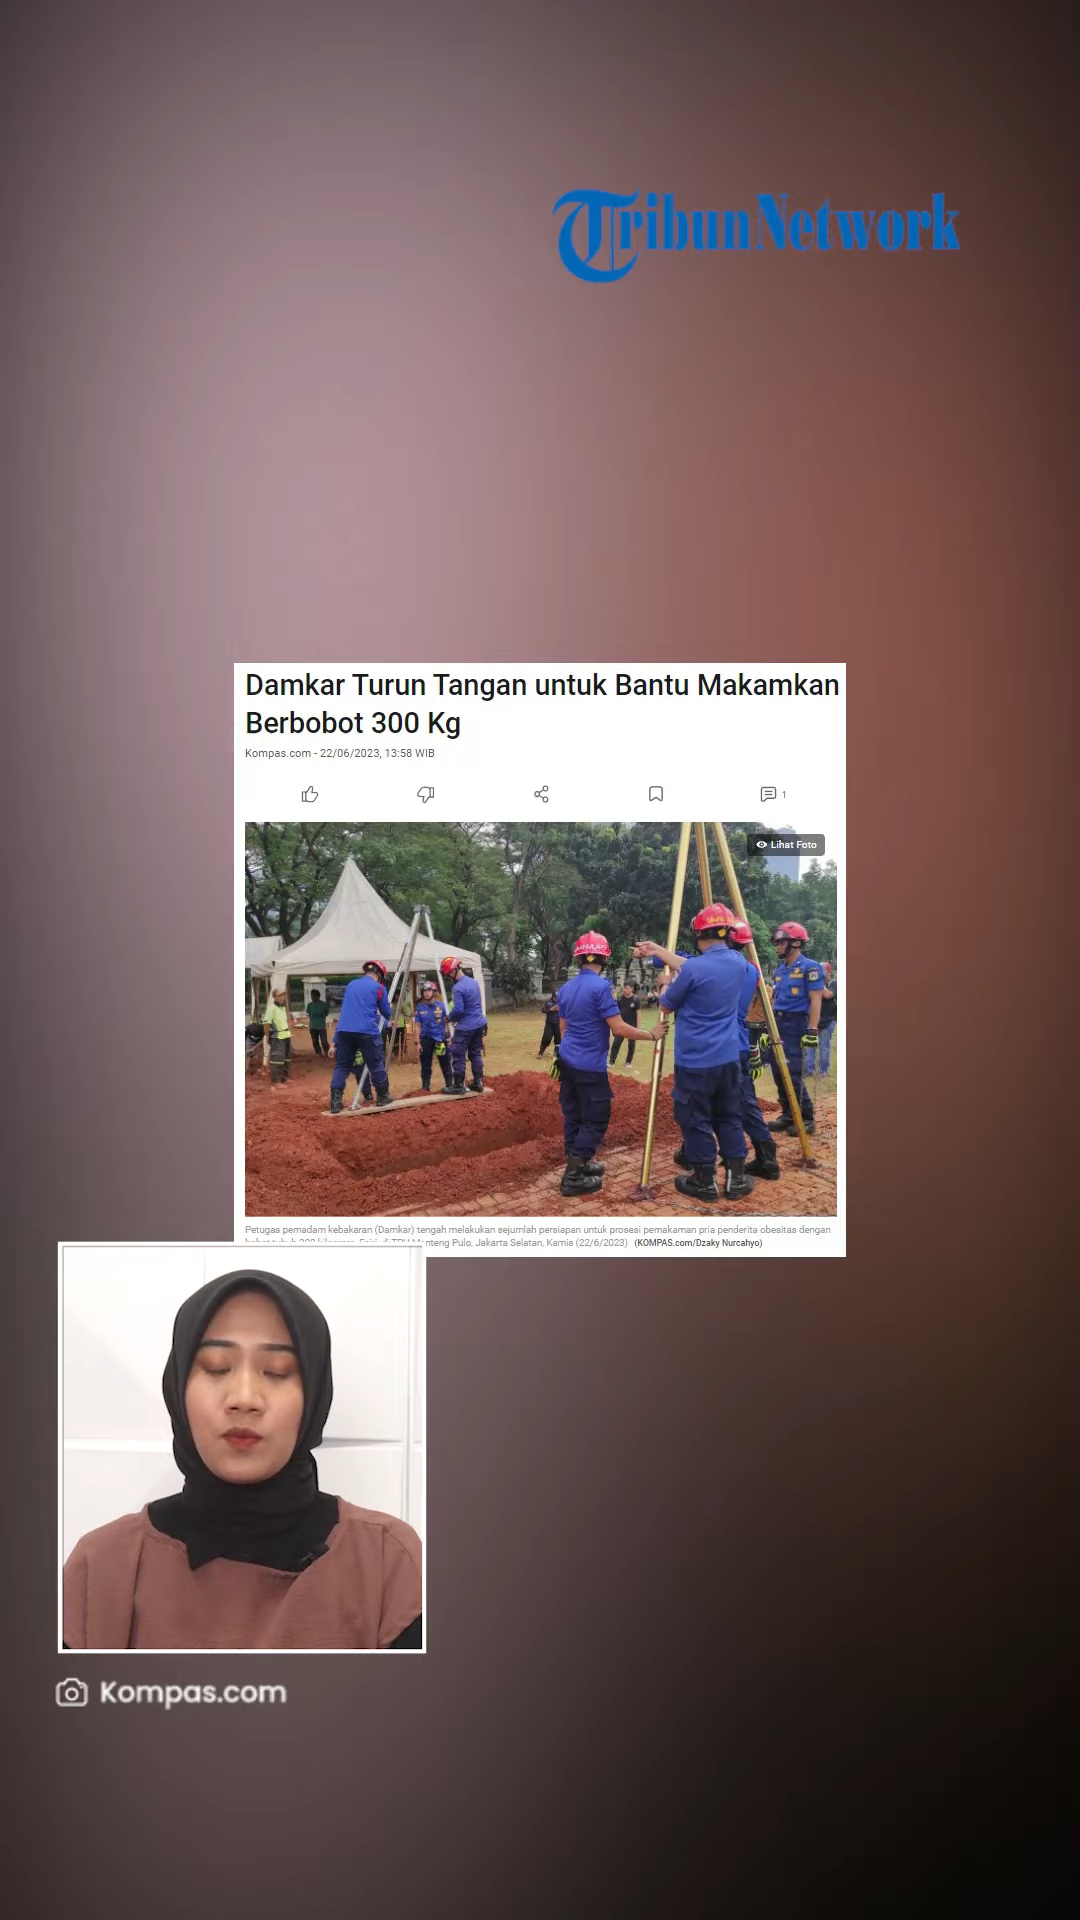 TribunNetwork
Damkar Turun Tangan untuk Bantu Makamkan
Berbobot 300 Kg
Kompas.com - 22/06/2023, 13:58 WIB
1
Lihat Foto
Petugas pemadam kebakaran (Damkar) tengah melakukan sejumlah persiapan untuk prosesi pemakaman pria penderita obesitas dengan
Pulo, Jakarta Selatan, Kamis (22/6/2023) (KOMPAS.com/Dzaky Nurcahyo)
Kompas.com